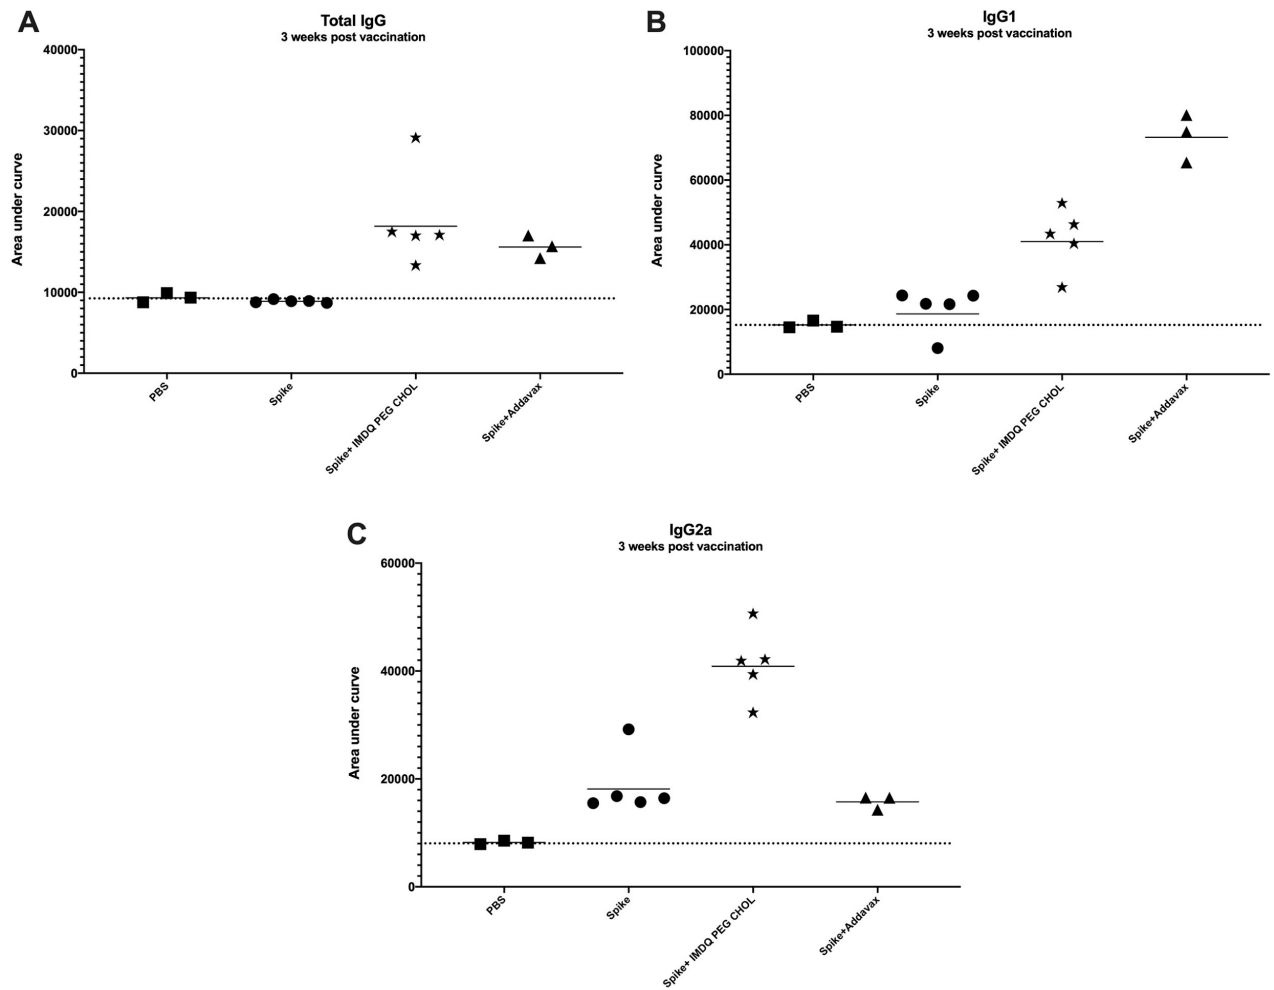 A
Total IgG
3 weeks post vaccination
40000
30000
20000
10000
0
Area under curve
PBS
Spike
Spike+ IMDQ PEG CHOL
Spike+Addavax
B
IgG1
3 weeks post vaccination
100000
80000
60000
40000
20000
0
Area under curve
PBS
Spike
Spike+ IMDQ PEG CHOL
Spike+Addavax
C
IgG2a
3 weeks post vaccination
60000
40000
20000
0
Area under curve
PBS
Spike
Spike+ IMDQ PEG CHOL
Spike+Addavax